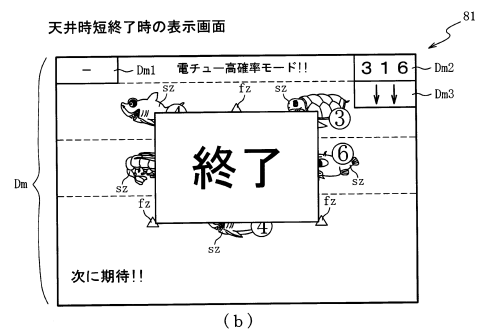 天井時短終了時の表示画面
81
－ Dm1 電チュー高確率モード!! 316 Dm2
↓↓ Dm3
sz fz sz
4 3
終了
Dm
6
sz sz
fz fz
4
sz
次に期待!!
(b)